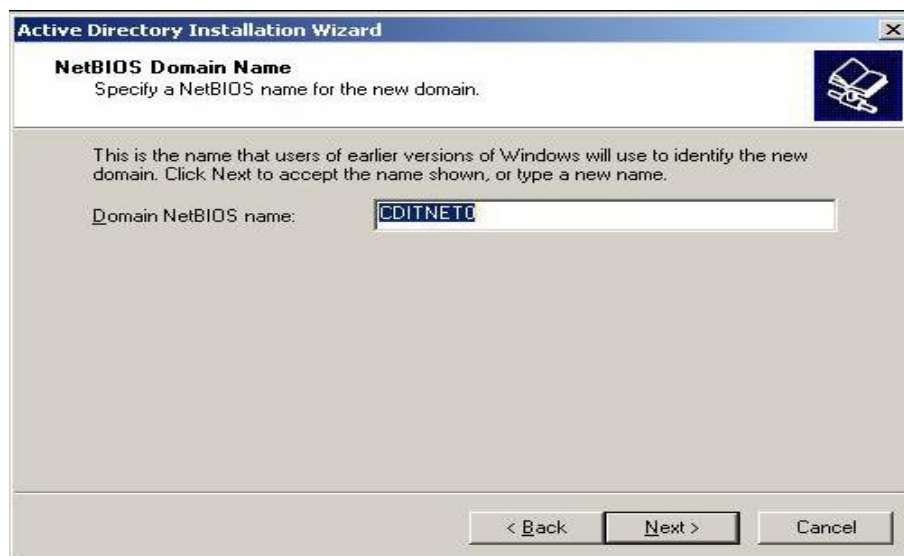 Active Directory Installation Wizard
NetBIOS Domain Name
Specify a NetBIOS name for the new domain.
This is the name that users of earlier versions of Windows will use to identify the new
domain. Click Next to accept the name shown, or type a new name.
Domain NetBIOS name: CDITNET0
< Back Next > Cancel